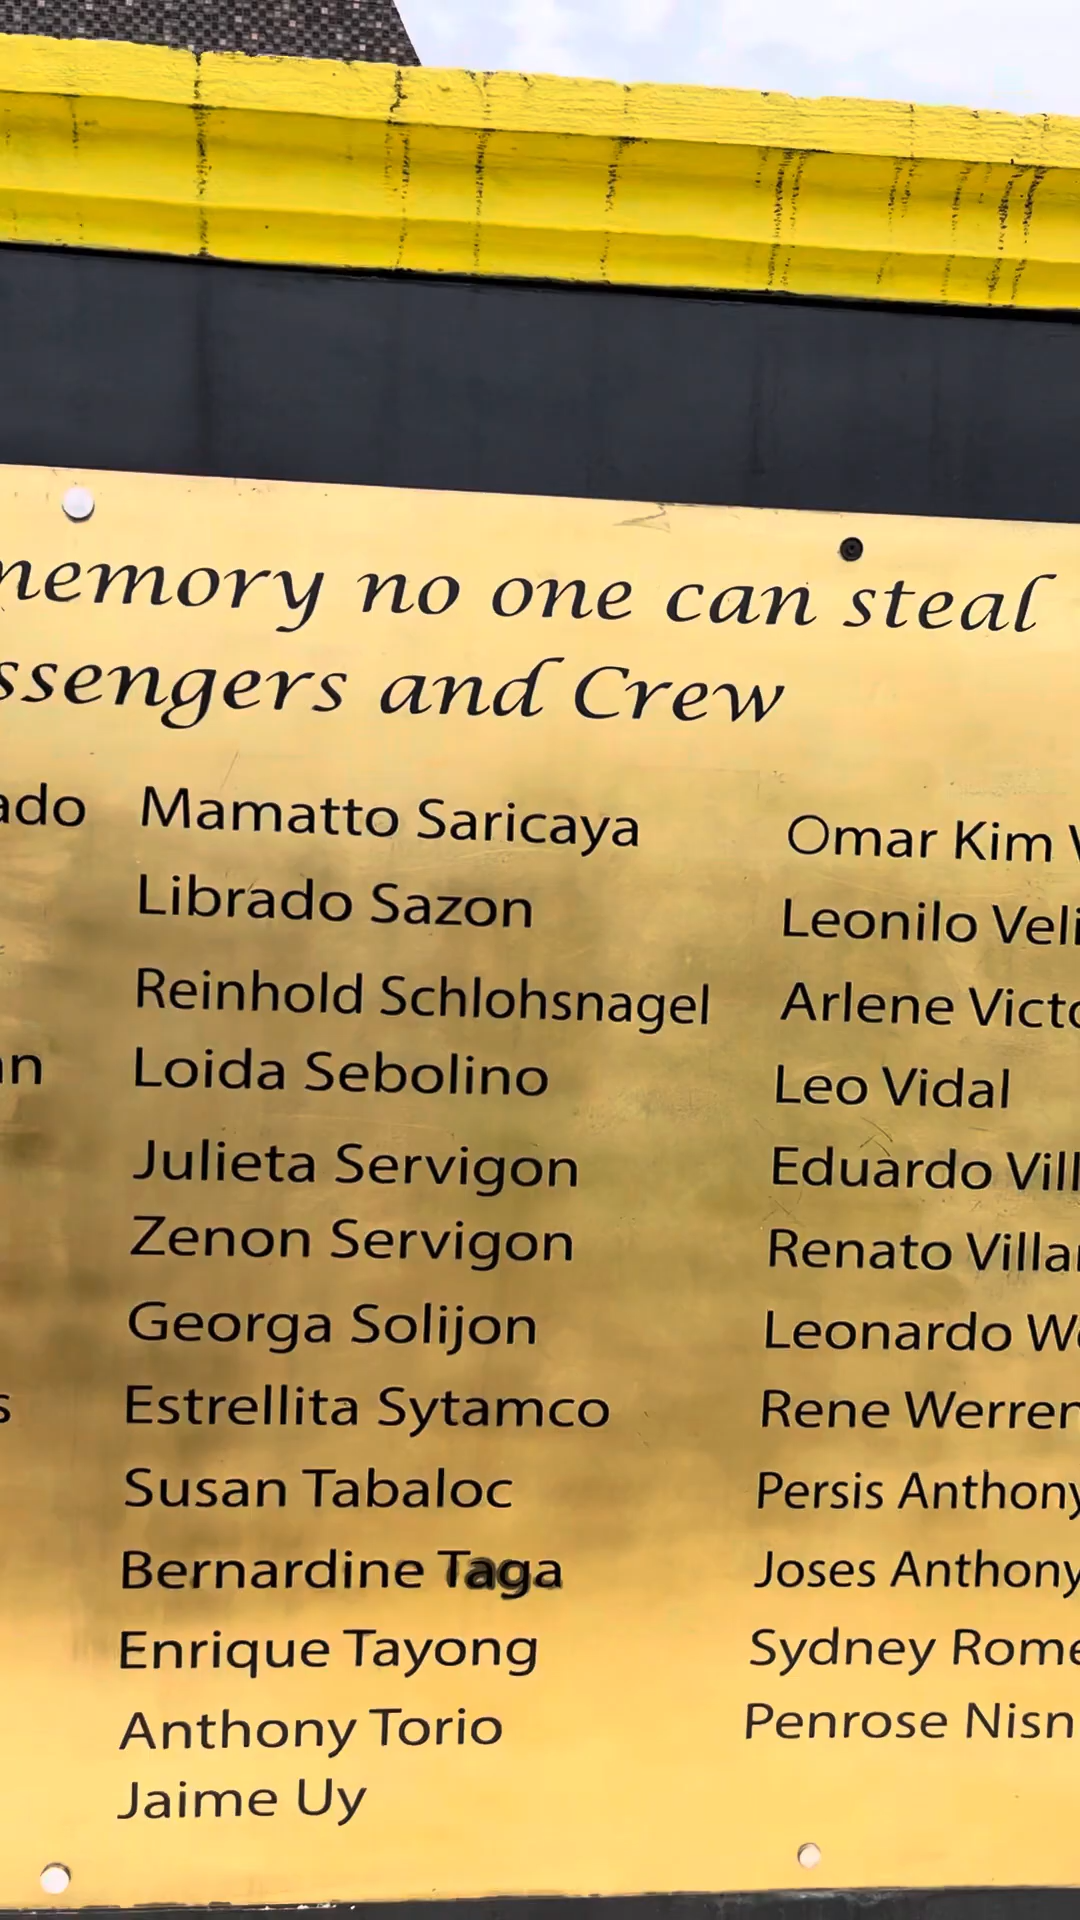 memory no one can steal
ssengers and Crew
ado
Mamatto Saricaya
Librado Sazon
Reinhold Schlohsnagel
Loida Sebolino
Julieta Servigon
Zenon Servigon
Georga Solijon
Estrellita Sytamco
Susan Tabaloc
Bernardine Taga
Enrique Tayong
Anthony Torio
Jaime Uy
Omar Kim
Leonilo Veli
Arlene Victo
Leo Vidal
Eduardo Vill
Renato Villa
Leonardo We
Rene Werren
Persis Anthony
Joses Anthony
Sydney Rome
Penrose Nisn